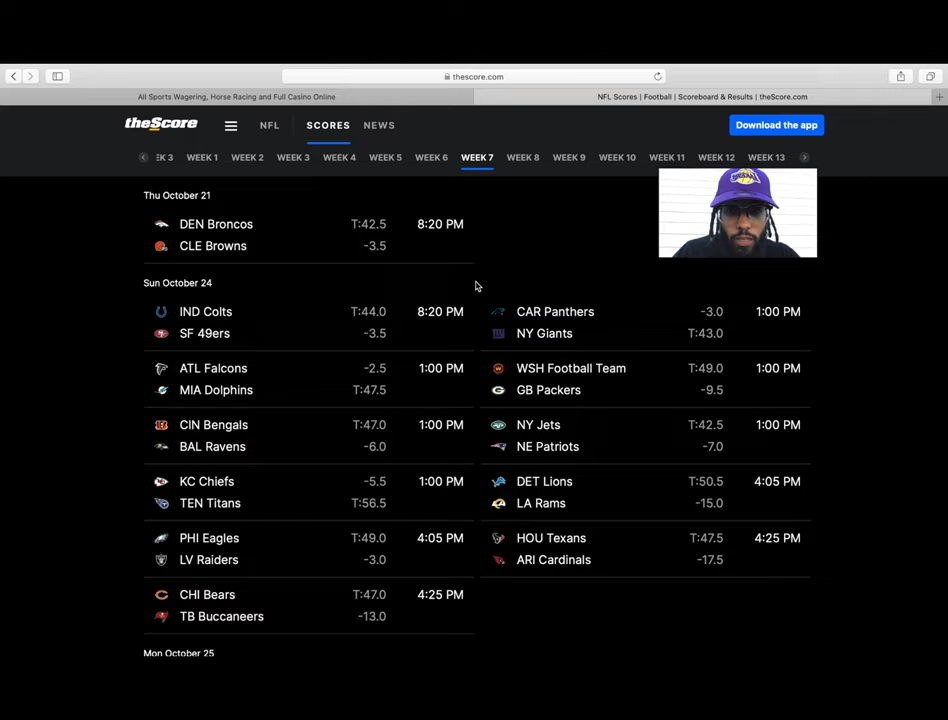 thescore.com
All Sports Wagering, Horse Racing and Full Casino Online
NFL Scores | Football | Scoreboard & Results | theScore.com
theScore NFL SCORES NEWS Download the app
EK 3 WEEK 1 WEEK 2 WEEK 3 WEEK 4 WEEK 5 WEEK 6 WEEK 7 WEEK 8 WEEK 9 WEEK 10 WEEK 11 WEEK 12 WEEK 13
Thu October 21
DEN Broncos T:42.5 8:20 PM
CLE Browns -3.5
Sun October 24
IND Colts T:44.0 8:20 PM
SF 49ers -3.5
CAR Panthers -3.0 1:00 PM
NY Giants T:43.0
ATL Falcons -2.5 1:00 PM
MIA Dolphins T:47.5
WSH Football Team T:49.0 1:00 PM
GB Packers -9.5
CIN Bengals T:47.0 1:00 PM
BAL Ravens -6.0
NY Jets T:42.5 1:00 PM
NE Patriots -7.0
KC Chiefs -5.5 1:00 PM
TEN Titans T:56.5
DET Lions T:50.5 4:05 PM
LA Rams -15.0
PHI Eagles T:49.0 4:05 PM
LV Raiders -3.0
HOU Texans T:47.5 4:25 PM
ARI Cardinals -17.5
CHI Bears T:47.0 4:25 PM
TB Buccaneers -13.0
Mon October 25